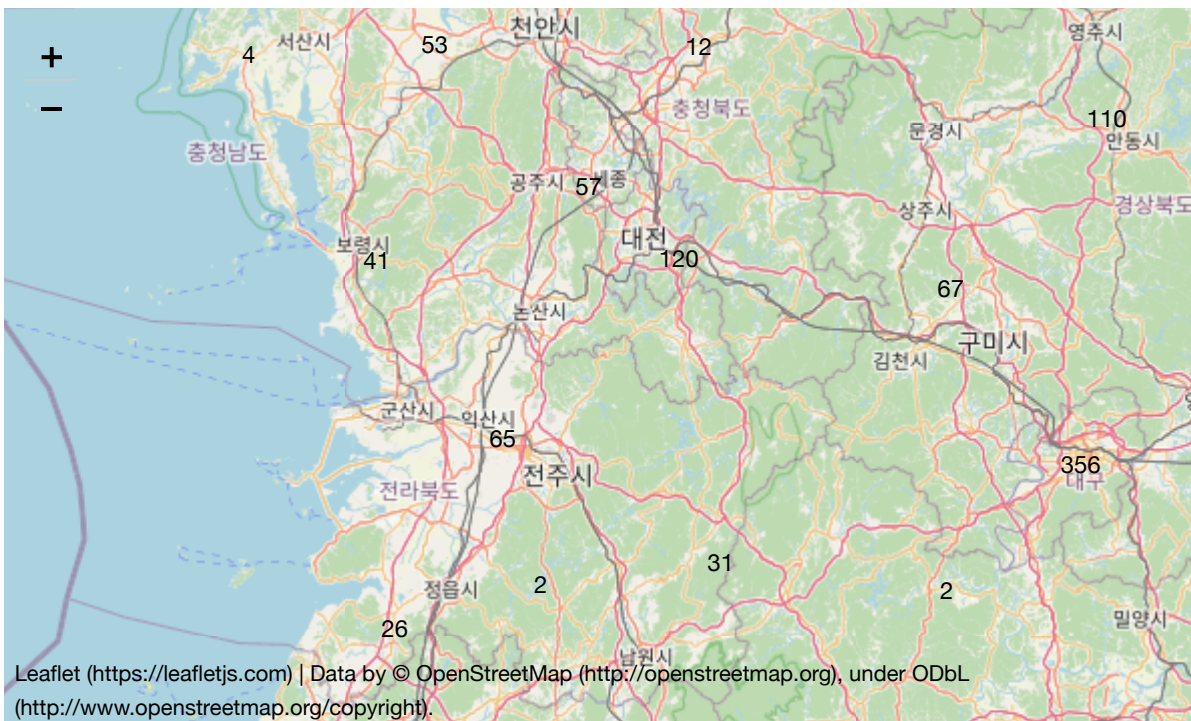 +
−
4
서산시
53
천안시
12
영주시
충청북도
110
문경시
안동시
충청남도
공주시
57
세종
상주시
경상북도
보령시
41
대전
120
67
논산시
구미시
김천시
군산시
익산시
65
356
대구
전주시
전라북도
31
2
2
정읍시
밀양시
26
남원시
Leaflet (https://leafletjs.com) | Data by © OpenStreetMap (http://openstreetmap.org), under ODbL
(http://www.openstreetmap.org/copyright).